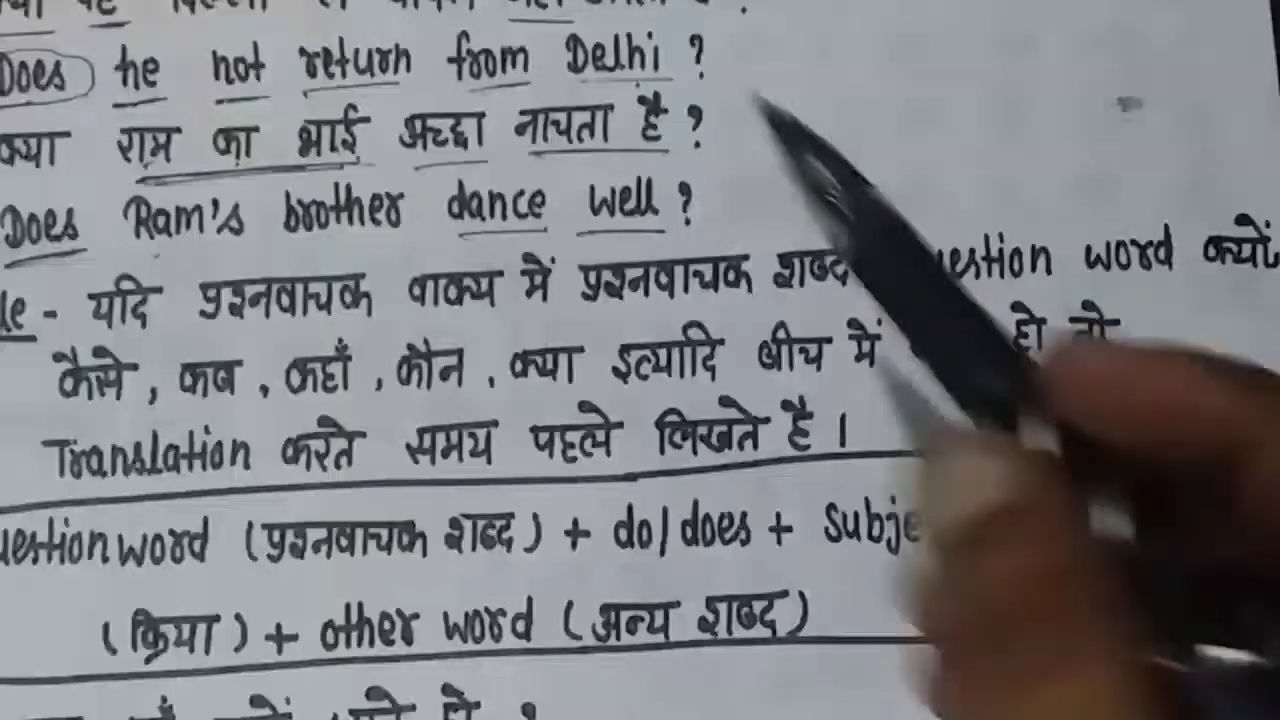 Does he not return from Delhi ?
क्या राम का भाई अच्छा नाचता है ?
Does Ram's brother dance well ?
le - यदि प्रश्नवाचक वाक्य में प्रश्नवाचक शब्द uestion word क्यों
कैसे , कब , कहाँ , कौन , क्या इत्यादि बीच में हो तो
Translation करते समय पहले लिखते है ।
uestion word (प्रश्नवाचक शब्द) + do/does + subje
(क्रिया) + other word (अन्य शब्द)